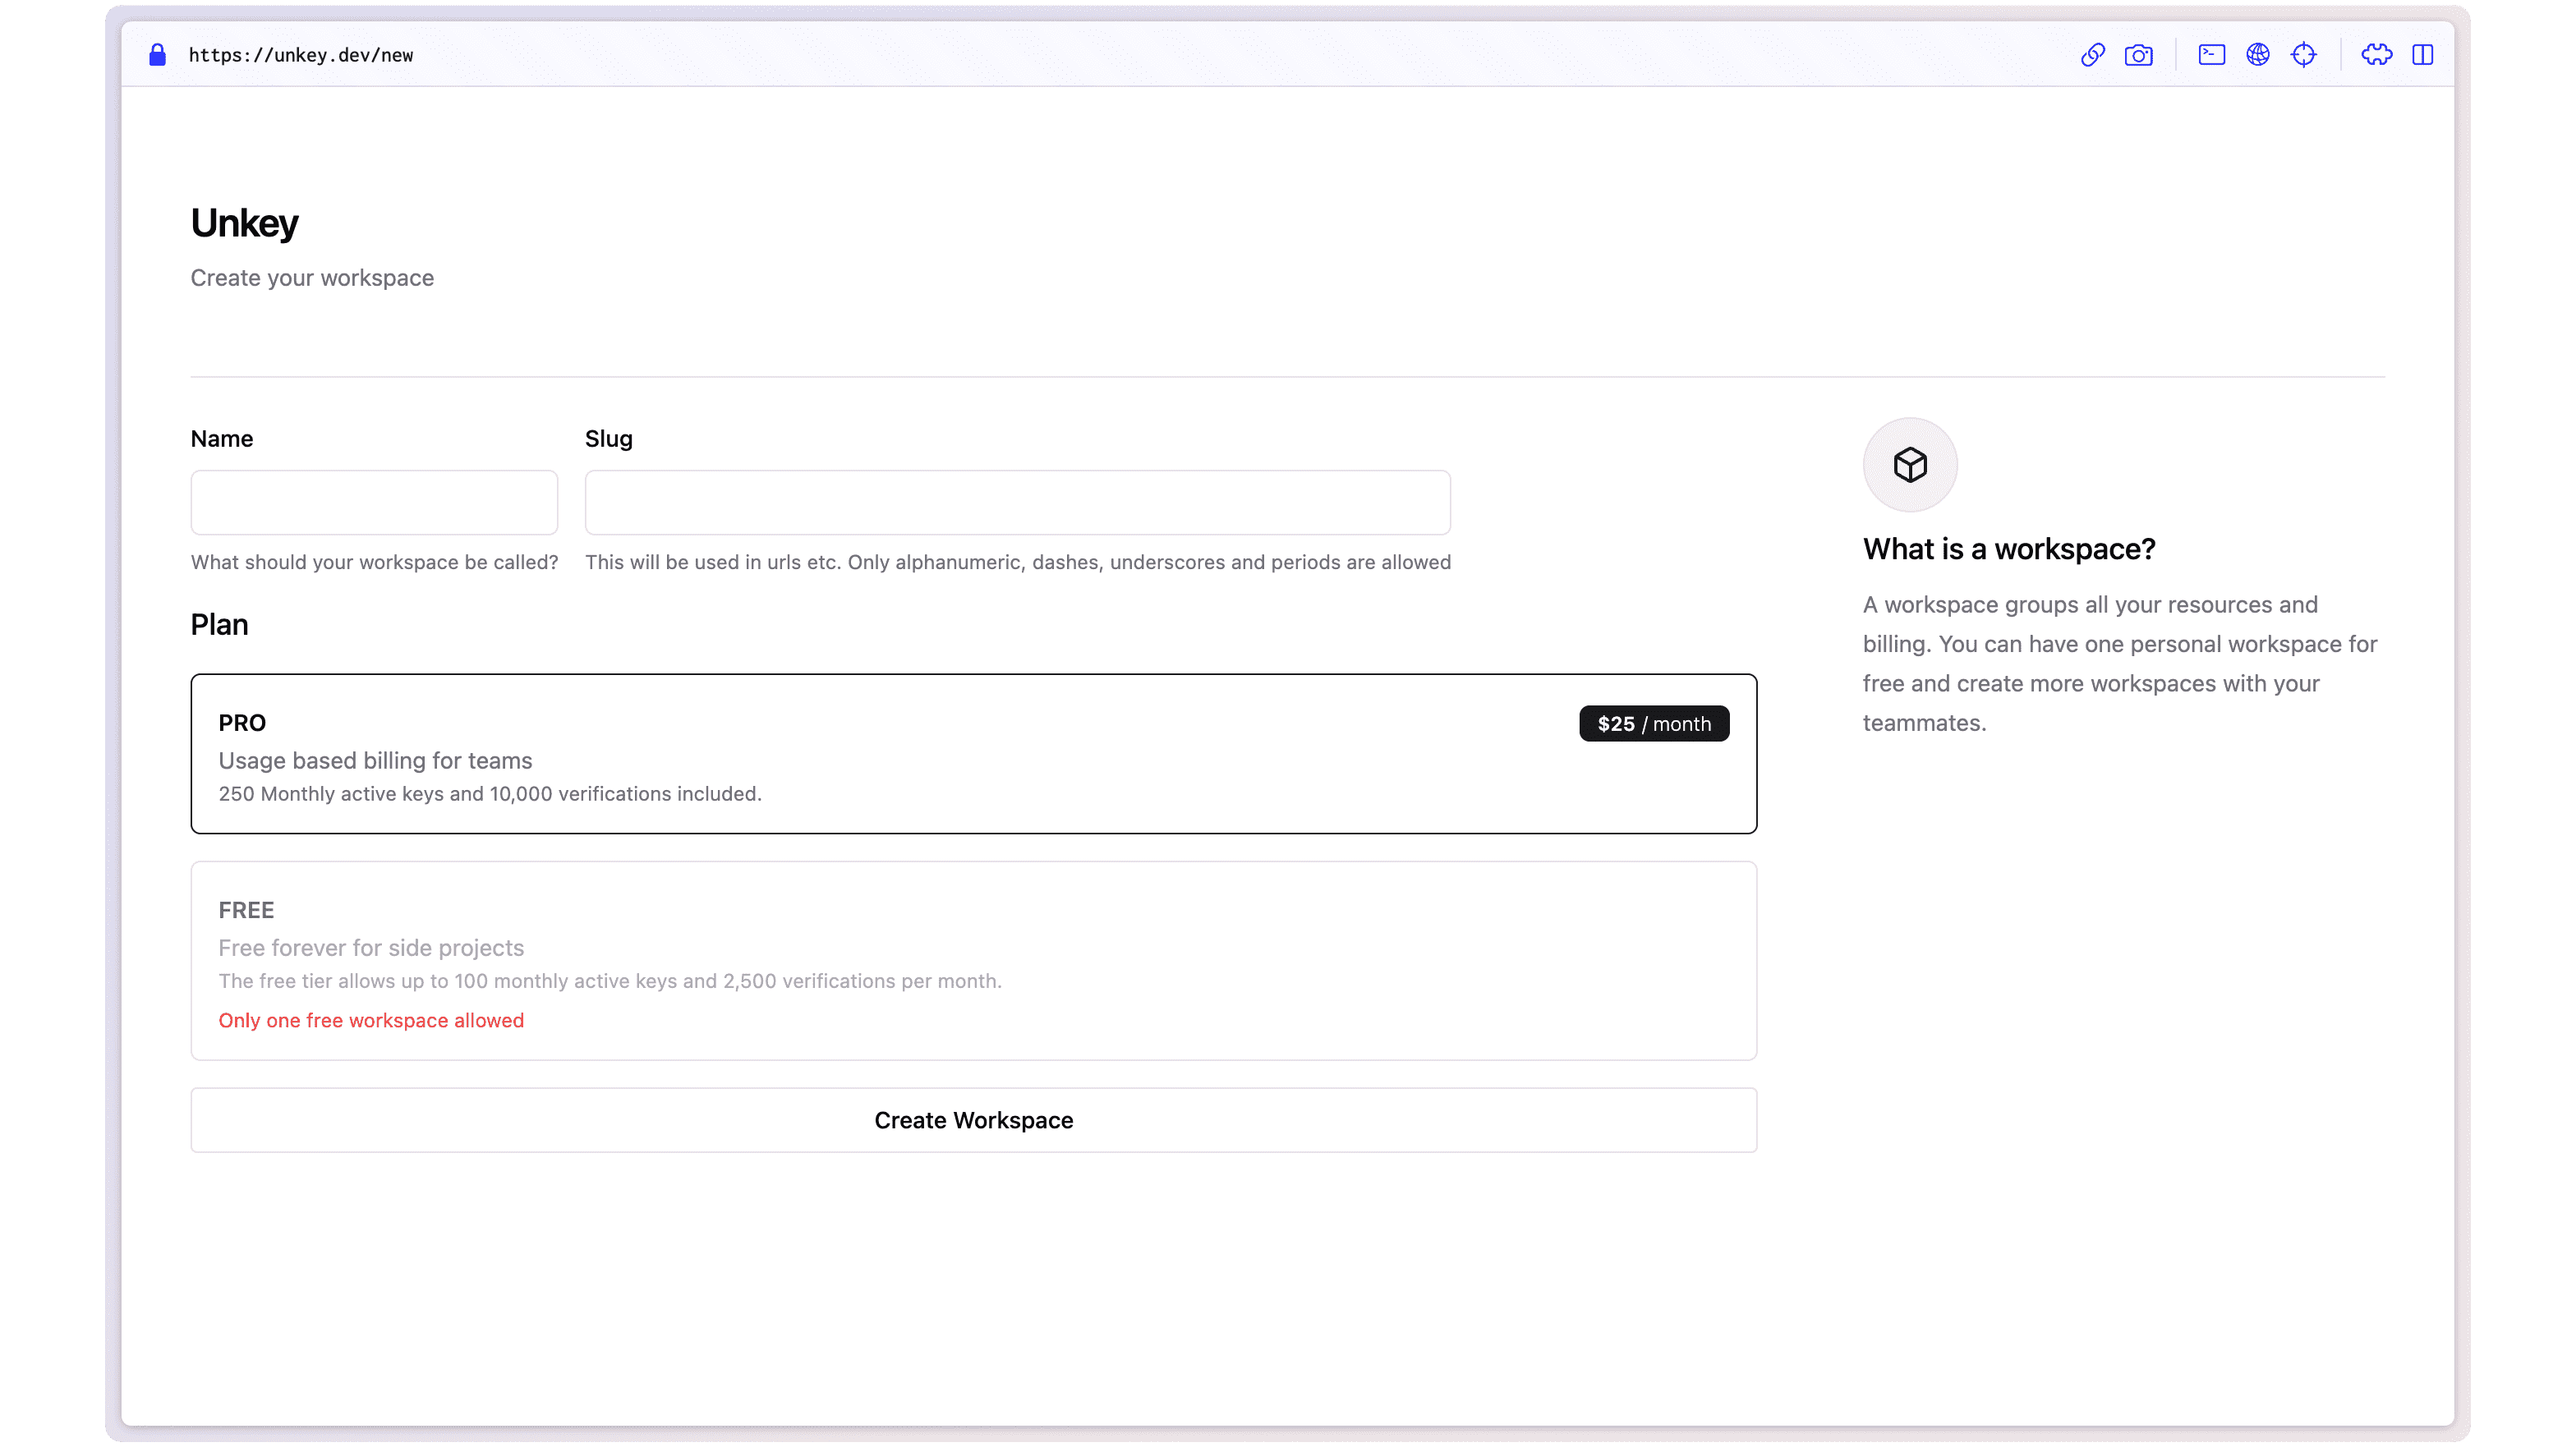 https://unkey.dev/new
Unkey
Create your workspace
Name
What should your workspace be called?
Slug
This will be used in urls etc. Only alphanumeric, dashes, underscores and periods are allowed
Plan
PRO
$25 / month
Usage based billing for teams
250 Monthly active keys and 10,000 verifications included.
FREE
Free forever for side projects
The free tier allows up to 100 monthly active keys and 2,500 verifications per month.
Only one free workspace allowed
Create Workspace
What is a workspace?
A workspace groups all your resources and
billing. You can have one personal workspace for
free and create more workspaces with your
teammates.